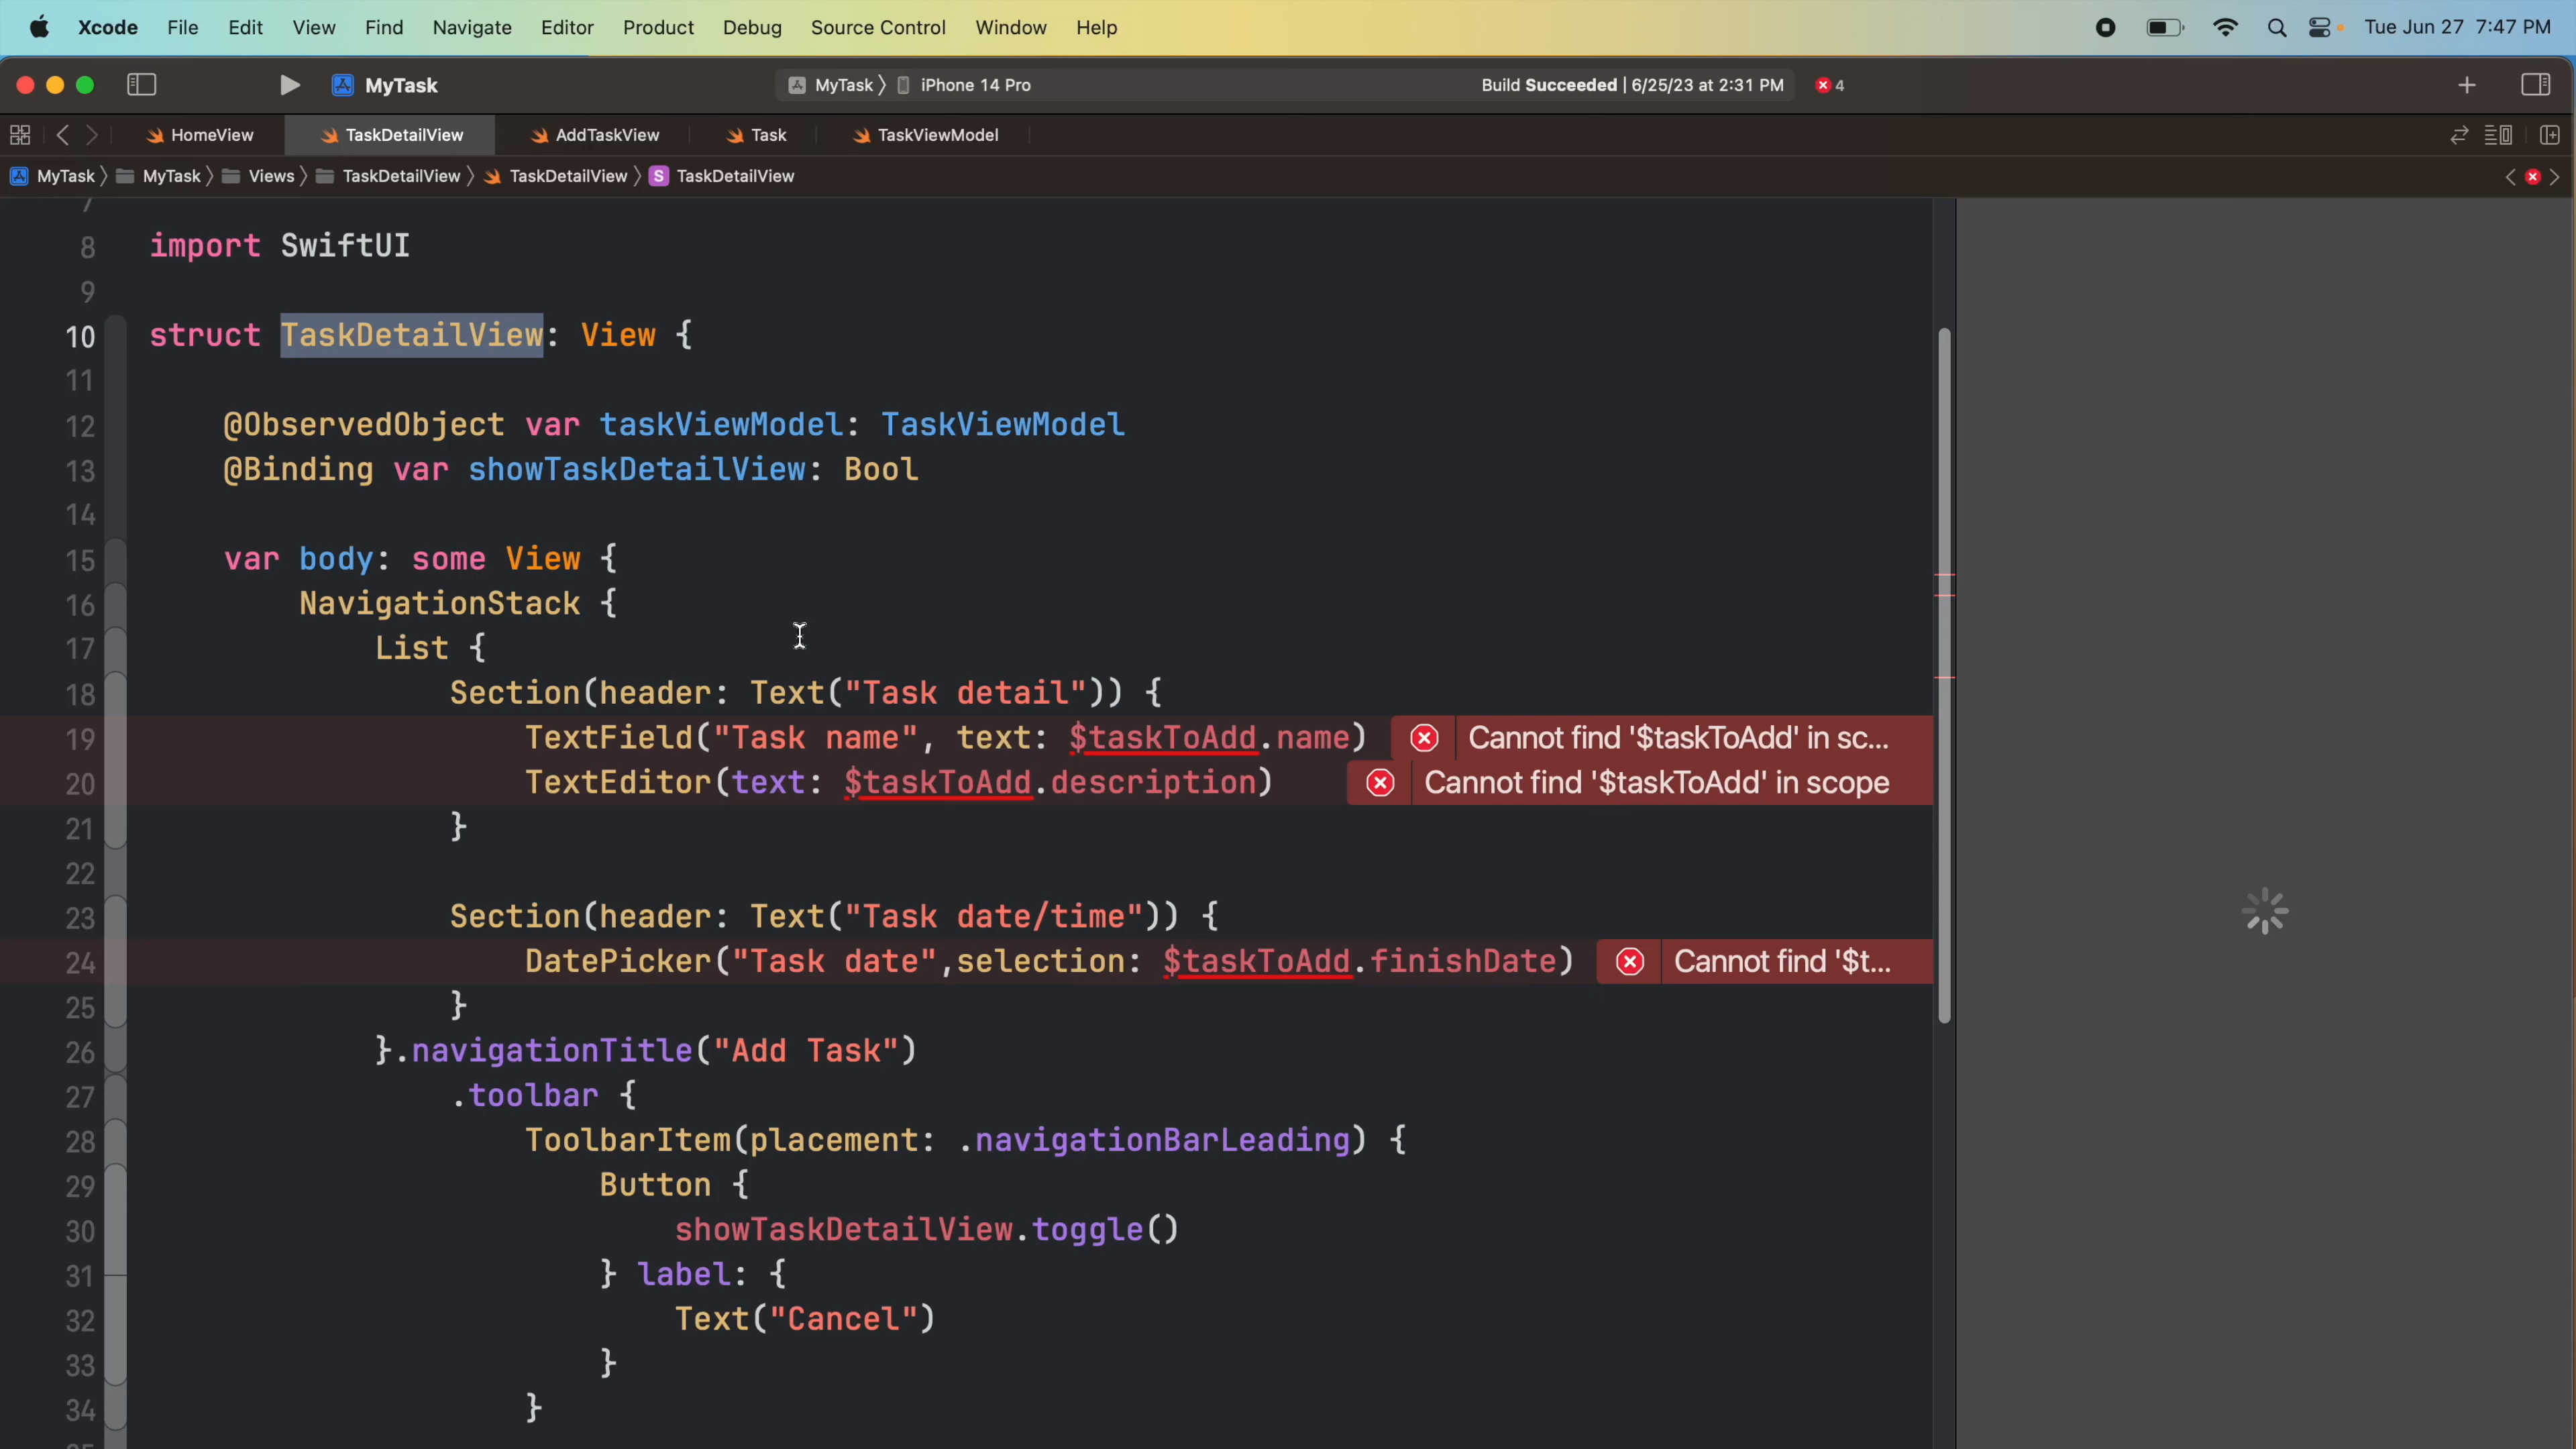 Xcode File Edit View Find Navigate Editor Product Debug Source Control Window Help Tue Jun 27 7:47 PM
MyTask MyTask 〉 iPhone 14 Pro Build Succeeded | 6/25/23 at 2:31 PM 4
HomeView TaskDetailView AddTaskView Task TaskViewModel
MyTask 〉 MyTask 〉 Views 〉 TaskDetailView 〉 TaskDetailView 〉 S TaskDetailView
7
8 import SwiftUI
9
10 struct TaskDetailView: View {
11
12 @ObservedObject var taskViewModel: TaskViewModel
13 @Binding var showTaskDetailView: Bool
14
15 var body: some View {
16 NavigationStack {
17 List {
18 Section(header: Text("Task detail")) {
19 TextField("Task name", text: $taskToAdd.name) Cannot find '$taskToAdd' in sc...
20 TextEditor(text: $taskToAdd.description) Cannot find '$taskToAdd' in scope
21 }
22
23 Section(header: Text("Task date/time")) {
24 DatePicker("Task date",selection: $taskToAdd.finishDate) Cannot find '$t...
25 }
26 }.navigationTitle("Add Task")
27 .toolbar {
28 ToolbarItem(placement: .navigationBarLeading) {
29 Button {
30 showTaskDetailView.toggle()
31 } label: {
32 Text("Cancel")
33 }
34 }